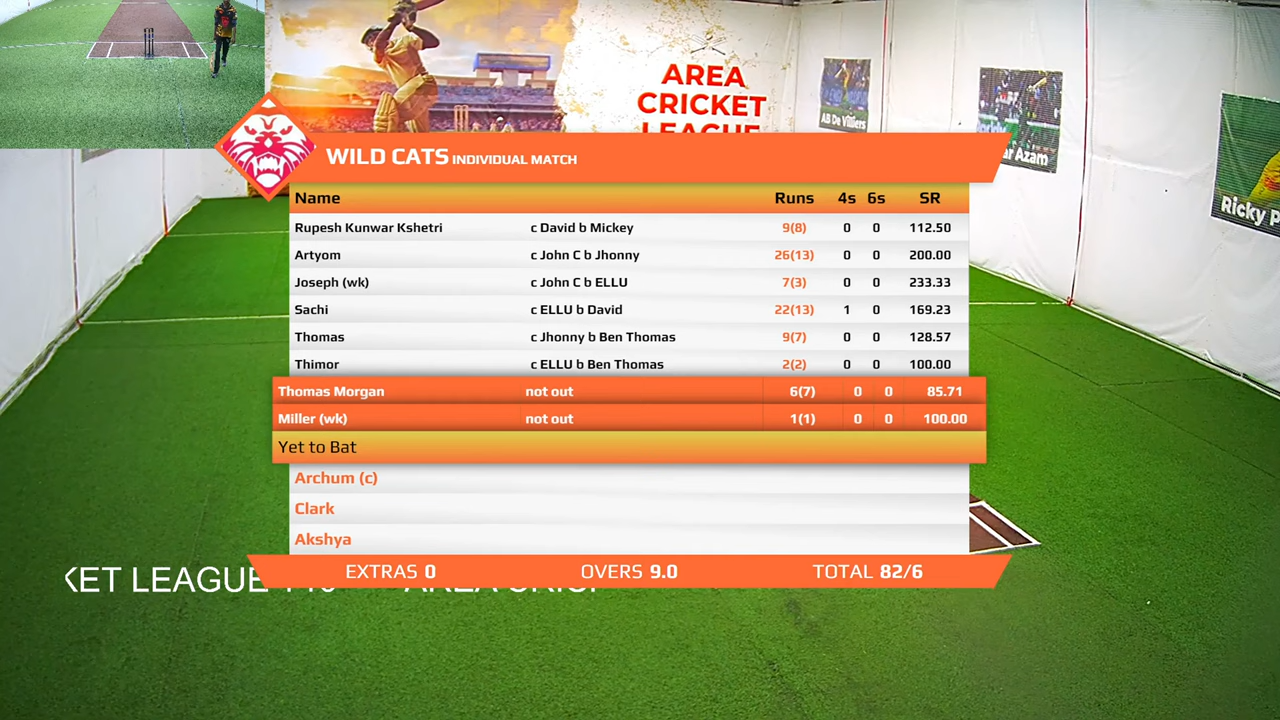 AREA
CRICKET
LEAGUE
AB De Villiers
Azam
Ricky
WILD CATS INDIVIDUAL MATCH
Name Runs 4s 6s SR
Rupesh Kunwar Kshetri c David b Mickey 9(8) 0 0 112.50
Artyom c John C b Jhonny 26(13) 0 0 200.00
Joseph (wk) c John C b ELLU 7(3) 0 0 233.33
Sachi c ELLU b David 22(13) 1 0 169.23
Thomas c Jhonny b Ben Thomas 9(7) 0 0 128.57
Thimor c ELLU b Ben Thomas 2(2) 0 0 100.00
Thomas Morgan not out 6(7) 0 0 85.71
Miller (wk) not out 1(1) 0 0 100.00
Yet to Bat
Archum (c)
Clark
Akshya
EXTRAS 0 OVERS 9.0 TOTAL 82/6
KET LEAGUE